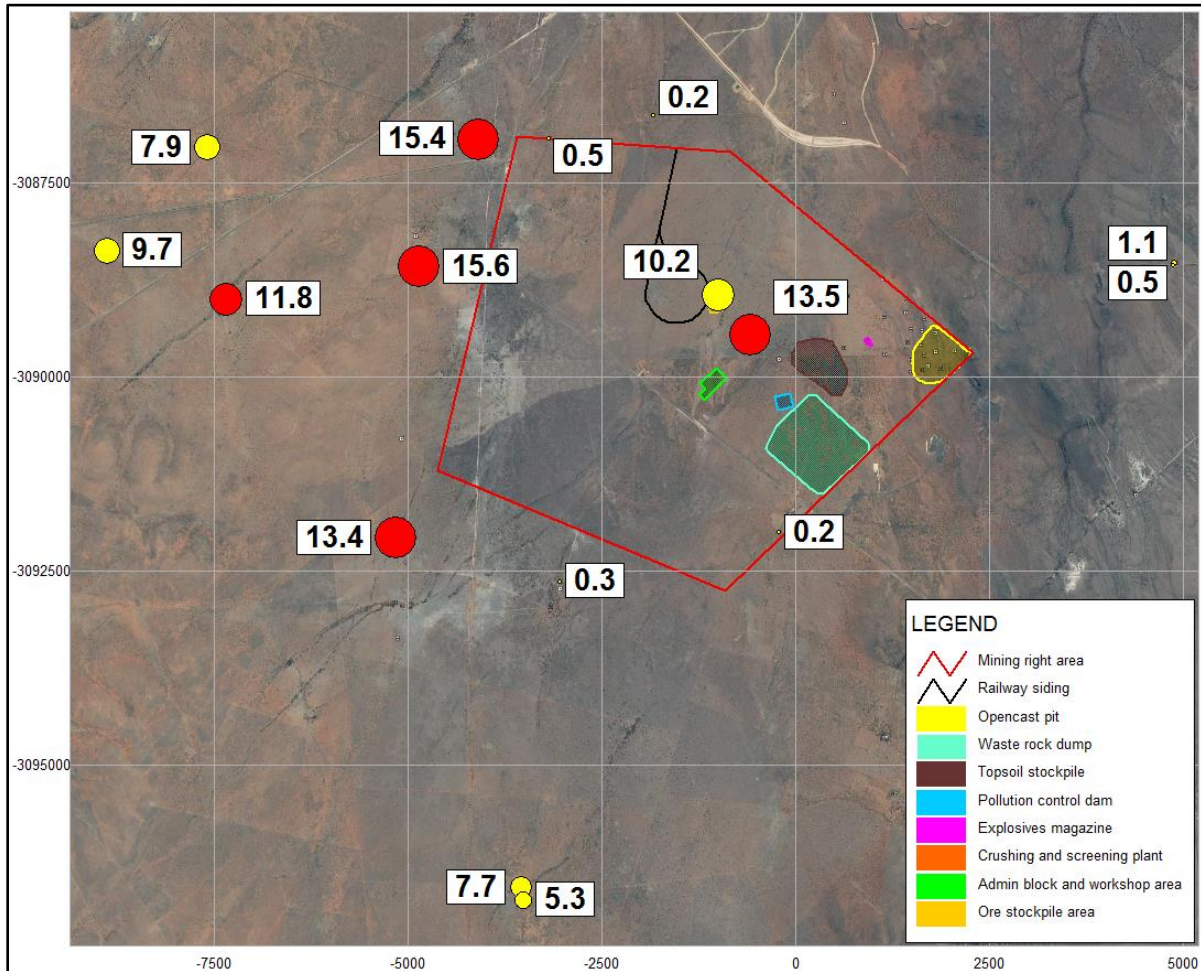 0.2
15.4
7.9
0.5
-3087500
9.7
15.6
10.2
1.1
11.8
13.5
0.5
-3090000
13.4
0.2
-3092500
0.3
LEGEND
Mining right area
Railway siding
Opencast pit
Waste rock dump
Topsoil stockpile
-3095000
Pollution control dam
Explosives magazine
Crushing and screening plant
7.7
Admin block and workshop area
5.3
Ore stockpile area
-7500 -5000 -2500 0 2500 5000